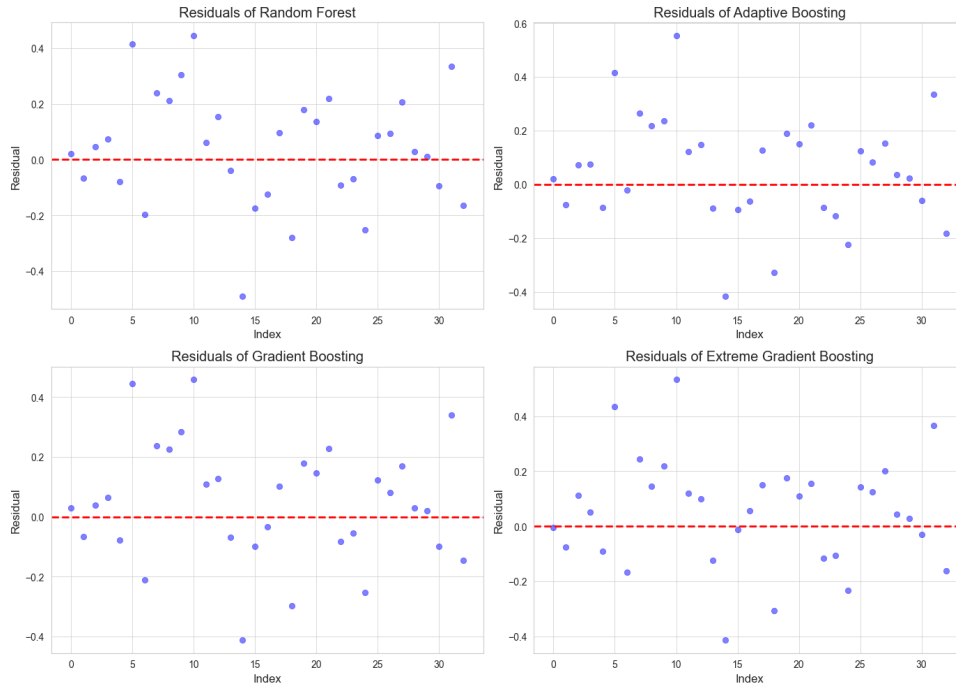 Residuals of Random Forest
0.4
0.2
0.0
−0.2
−0.4
Residual
0 5 10 15 20 25 30
Index
Residuals of Adaptive Boosting
0.6
0.4
0.2
0.0
−0.2
−0.4
Residual
0 5 10 15 20 25 30
Index
Residuals of Gradient Boosting
0.4
0.2
0.0
−0.2
−0.4
Residual
0 5 10 15 20 25 30
Index
Residuals of Extreme Gradient Boosting
0.4
0.2
0.0
−0.2
−0.4
Residual
0 5 10 15 20 25 30
Index